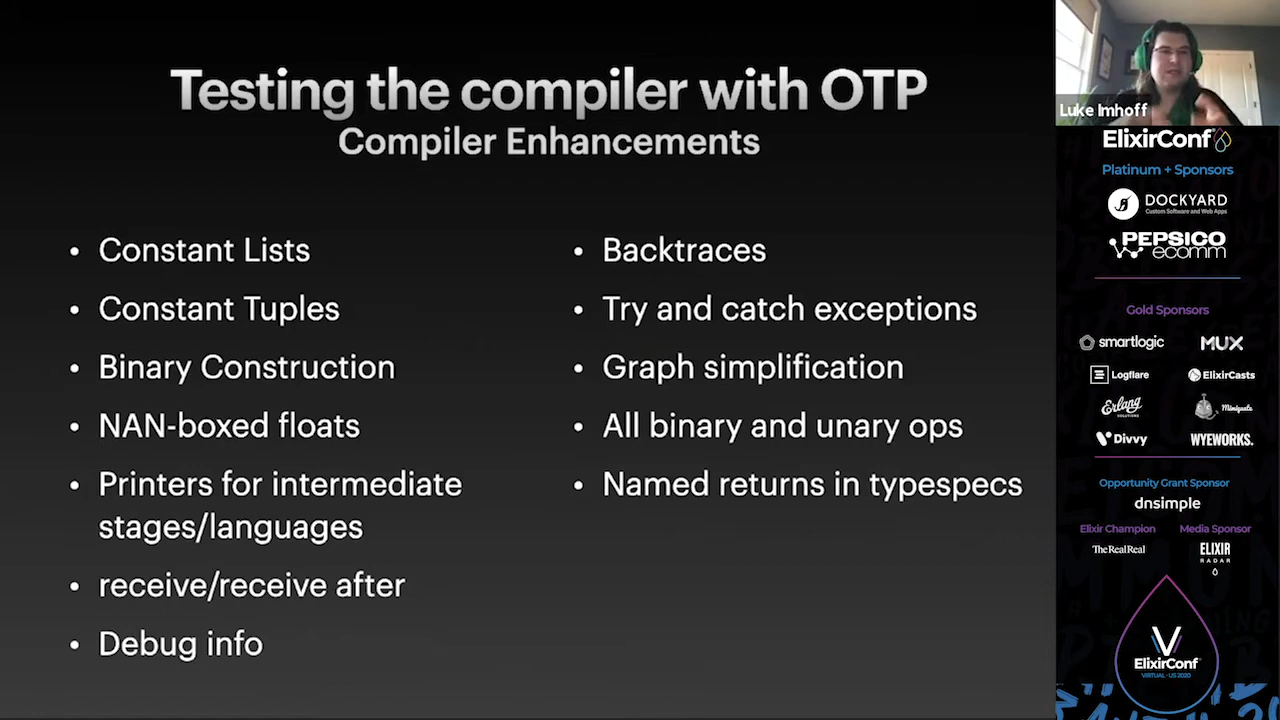 Testing the compiler with OTP
Compiler Enhancements
• Constant Lists
• Constant Tuples
• Binary Construction
• NAN-boxed floats
• Printers for intermediate
stages/languages
• receive/receive after
• Debug info
• Backtraces
• Try and catch exceptions
• Graph simplification
• All binary and unary ops
• Named returns in typespecs
Luke Imhoff
ElixirConf
Platinum + Sponsors
DOCKYARD
Custom Software and Web Apps
PEPSICO
ecomm
Gold Sponsors
smartlogic
MUX
Logflare
ElixirCasts
Erlang
SOLUTIONS
Divvy
WYEWORKS.
Opportunity Grant Sponsor
dnsimple
Elixir Champion
Media Sponsor
The RealReal
ELIXIR
RADAR
V
ElixirConf
VIRTUAL · US 2020